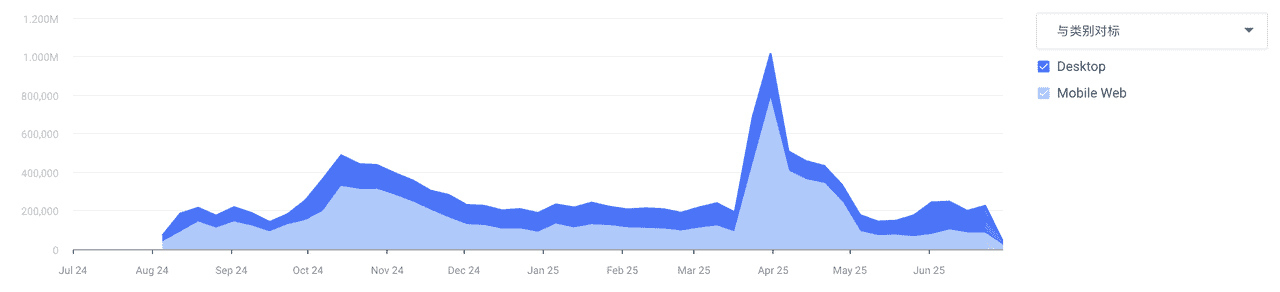 1.200M
1.000M
800,000
600,000
400,000
200,000
0
Jul 24 Aug 24 Sep 24 Oct 24 Nov 24 Dec 24 Jan 25 Feb 25 Mar 25 Apr 25 May 25 Jun 25
与类别对标
Desktop
Mobile Web